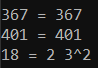 367 = 367
401 = 401
18 = 2 3^2